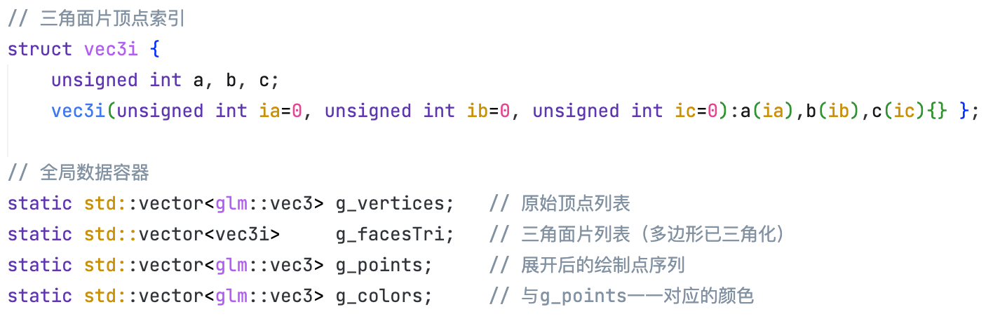 // 三角面片顶点索引
struct vec3i {
    unsigned int a, b, c;
    vec3i(unsigned int ia=0, unsigned int ib=0, unsigned int ic=0):a(ia),b(ib),c(ic){} };

// 全局数据容器
static std::vector<glm::vec3> g_vertices;   // 原始顶点列表
static std::vector<vec3i>     g_facesTri;   // 三角面片列表（多边形已三角化）
static std::vector<glm::vec3> g_points;     // 展开后的绘制点序列
static std::vector<glm::vec3> g_colors;     // 与g_points一一对应的颜色